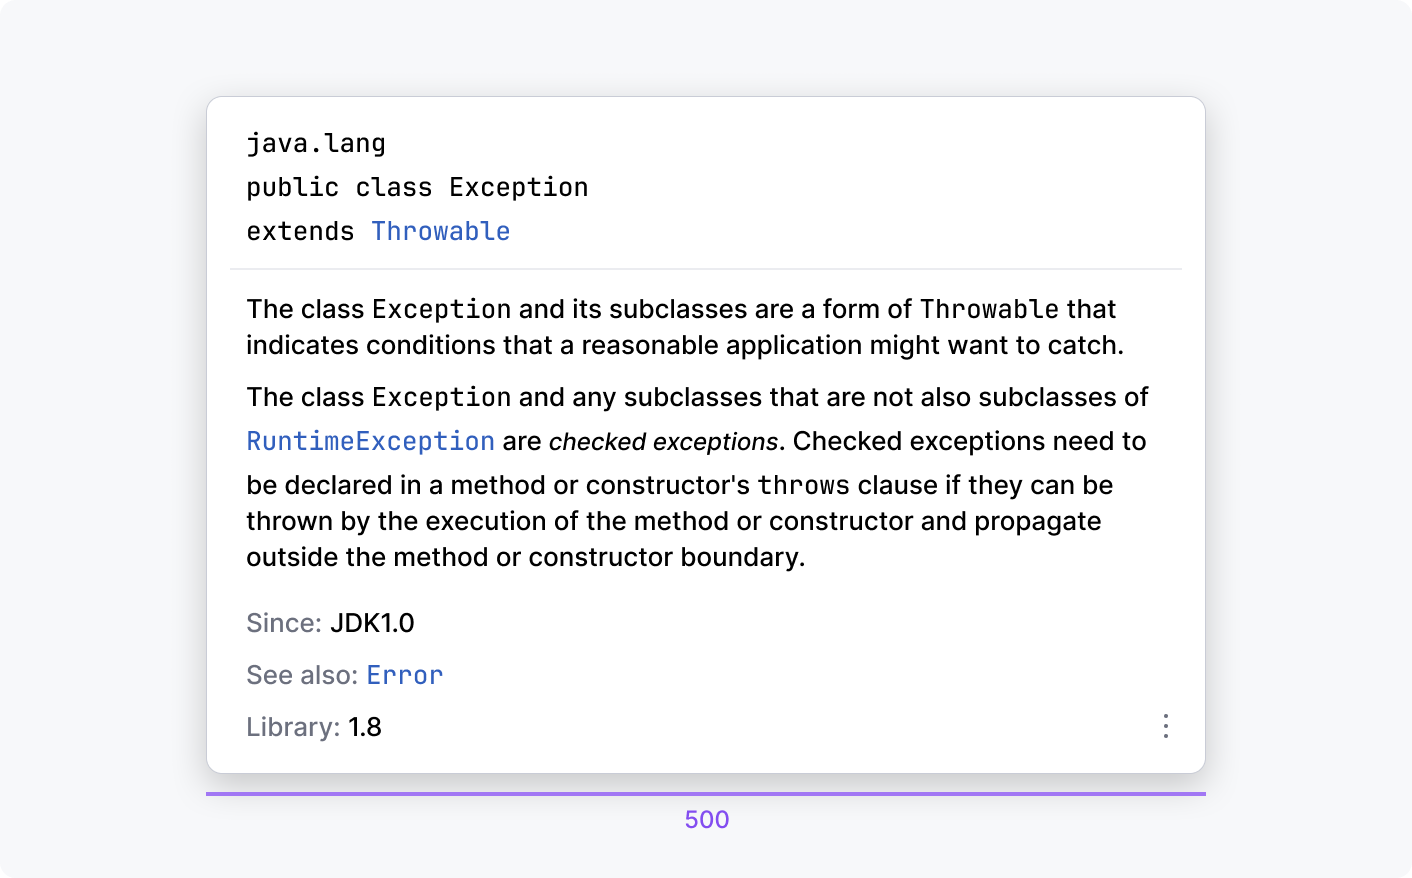 java.lang
public class Exception
extends Throwable
The class Exception and its subclasses are a form of Throwable that
indicates conditions that a reasonable application might want to catch.
The class Exception and any subclasses that are not also subclasses of
RuntimeException are checked exceptions. Checked exceptions need to
be declared in a method or constructor's throws clause if they can be
thrown by the execution of the method or constructor and propagate
outside the method or constructor boundary.
Since: JDK1.0
See also: Error
Library: 1.8
500